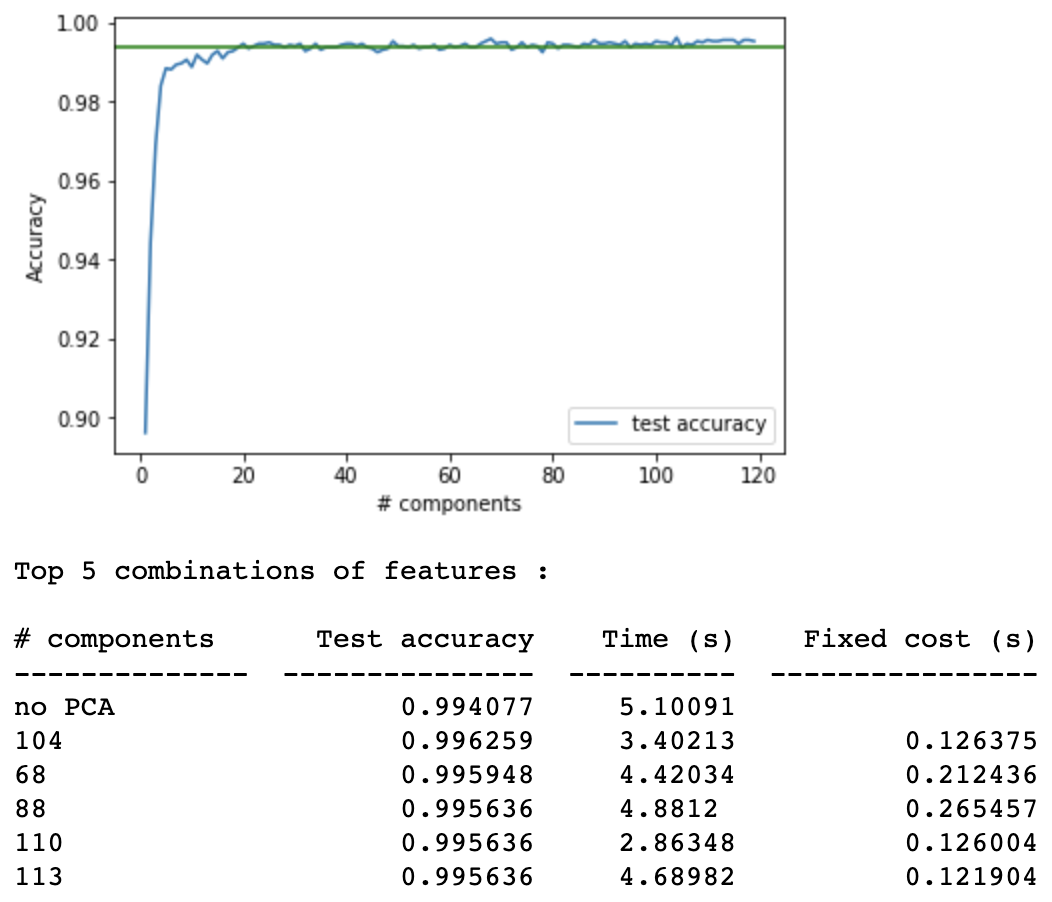 1.00
0.98
0.96
0.94
0.92
0.90
Accuracy
test accuracy
0 20 40 60 80 100 120
# components
Top 5 combinations of features :
# components Test accuracy Time (s) Fixed cost (s)
-------------- --------------- ---------- ----------------
no PCA 0.994077 5.10091
104 0.996259 3.40213 0.126375
68 0.995948 4.42034 0.212436
88 0.995636 4.8812 0.265457
110 0.995636 2.86348 0.126004
113 0.995636 4.68982 0.121904